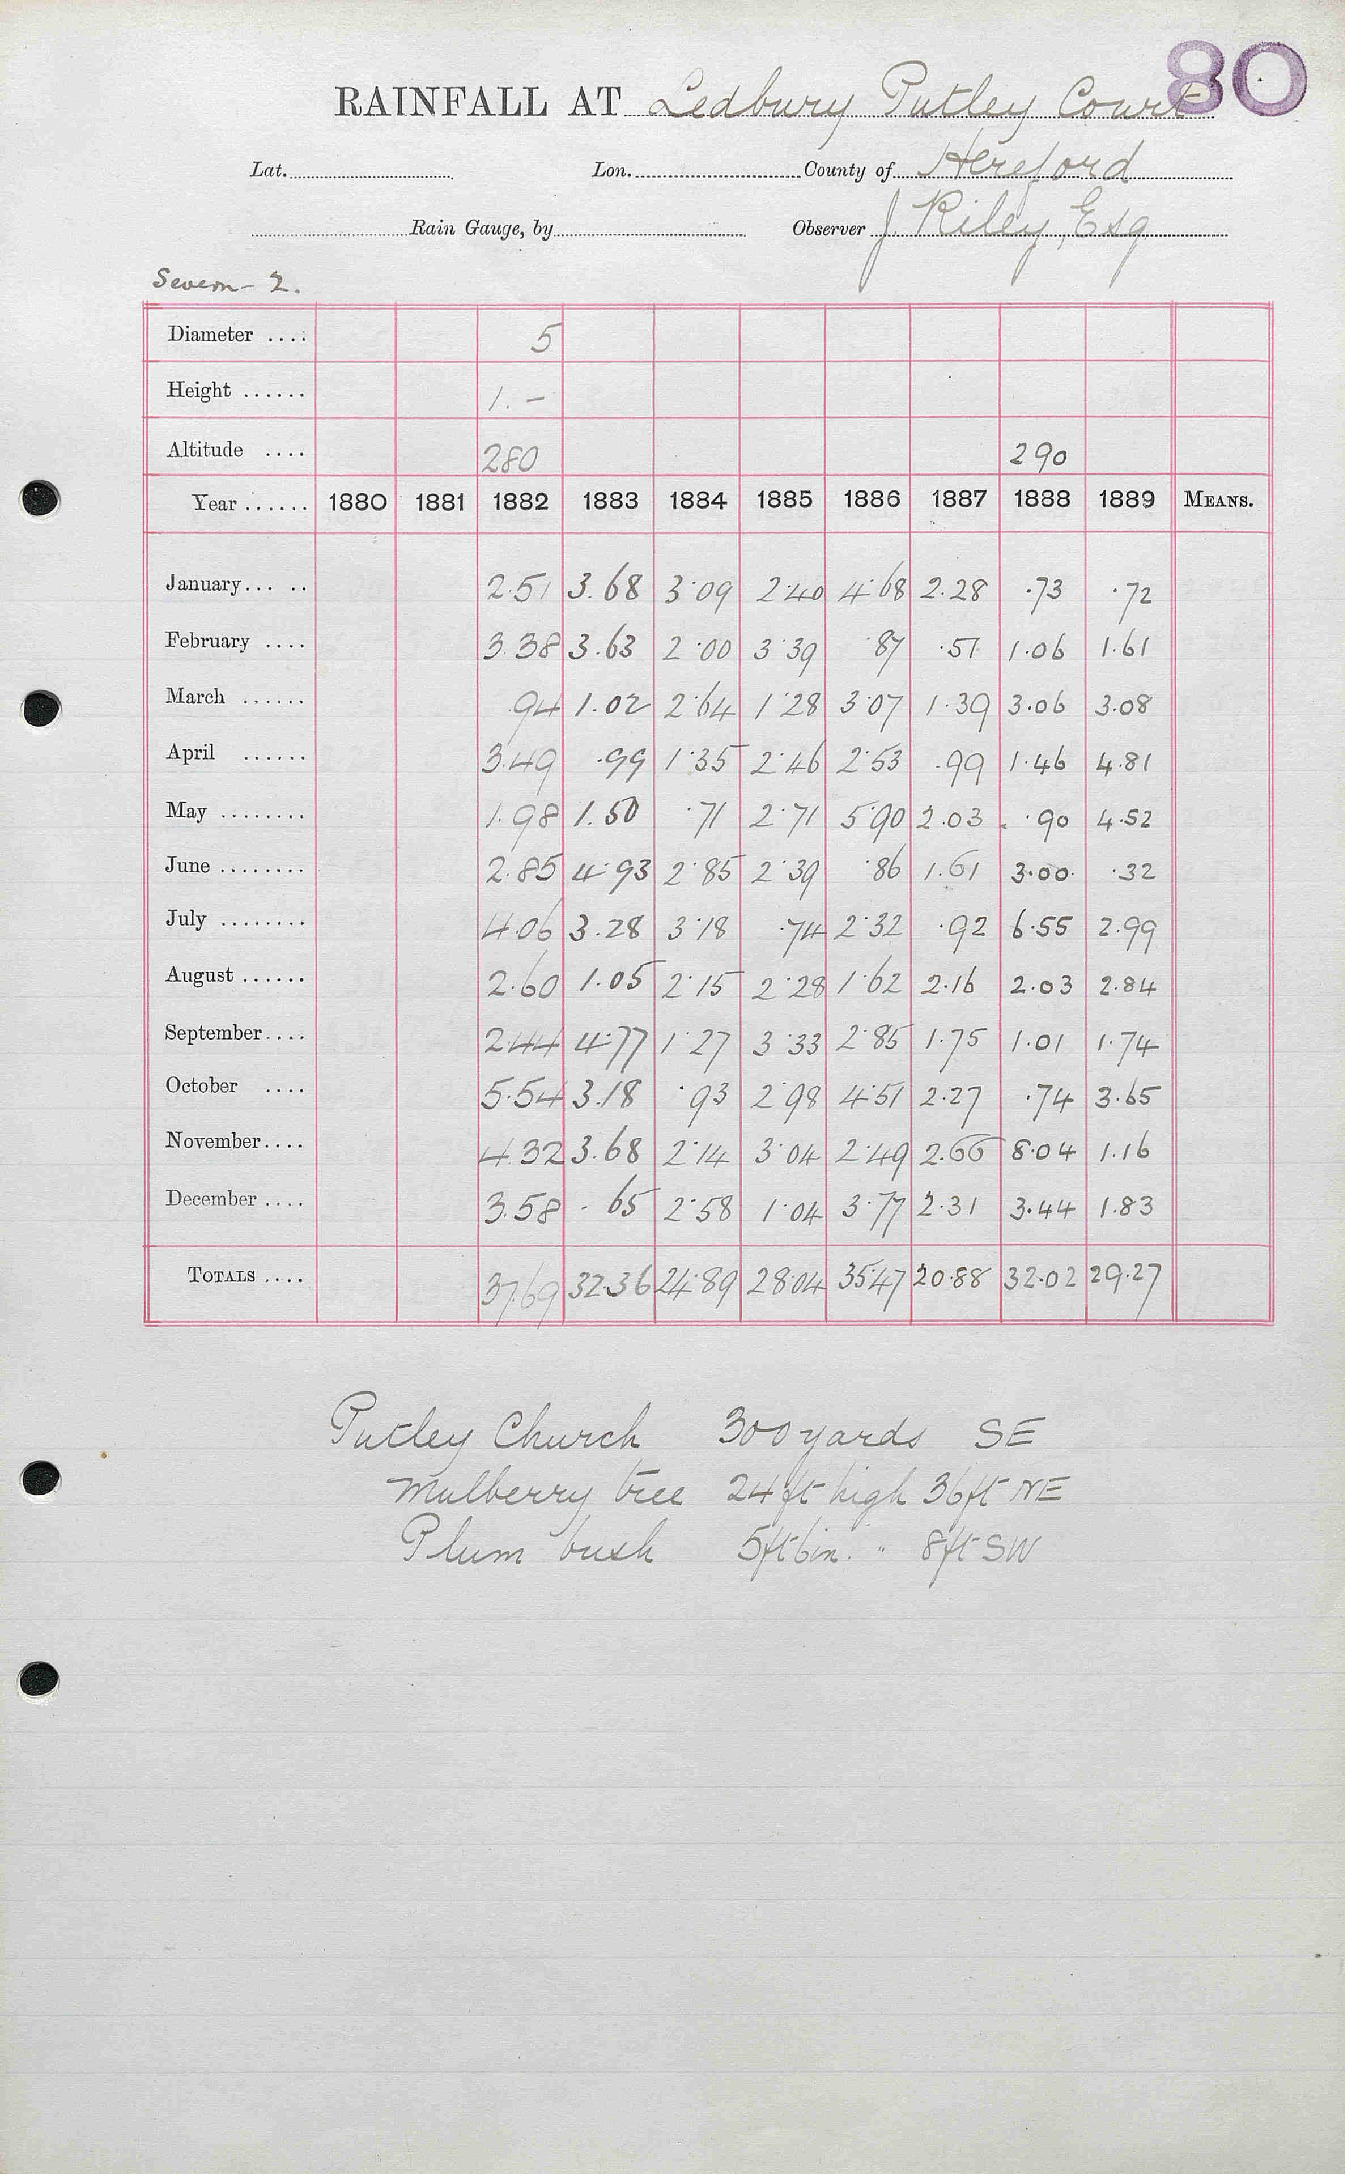 80
RAINFALL AT Ledbury Putley Court
Lat. Lon. County of Hereford
Rain Gauge, by Observer J Riley, Esq
Severn - 2.
Diameter .... 5
Height ...... 1. -
Altitude .... 280 290
Year ...... 1880 1881 1882 1883 1884 1885 1886 1887 1888 1889 MEANS.
January ... .. 2.51 3.68 3.09 2.40 4.68 2.28 .73 .72
February .... 3.38 3.63 2.00 3.39 .87 .51 1.06 1.61
March ...... .94 1.02 2.64 1.28 3.07 1.39 3.06 3.08
April ...... 3.49 .99 1.35 2.46 2.53 .99 1.46 4.81
May ........ 1.98 1.50 .71 2.71 5.90 2.03 .90 4.52
June ........ 2.85 4.93 2.85 2.39 .86 1.61 3.00 .32
July ........ 4.06 3.28 3.18 .74 2.32 .92 6.55 2.99
August ...... 2.60 1.05 2.15 2.28 1.62 2.16 2.03 2.84
September .... 2.44 4.77 1.27 3.33 2.85 1.75 1.01 1.74
October .... 5.54 3.18 .93 2.98 4.51 2.27 .74 3.65
November .... 4.32 3.68 2.14 3.04 2.49 2.66 8.04 1.16
December .... 3.58 .65 2.58 1.04 3.77 2.31 3.44 1.83
TOTALS .... 37.69 32.36 24.89 28.04 35.47 20.88 32.02 29.27
Putley Church 300 yards SE
Mulberry tree 24 ft high 36 ft NE
Plum bush 5ft 6in. " 8ft SW